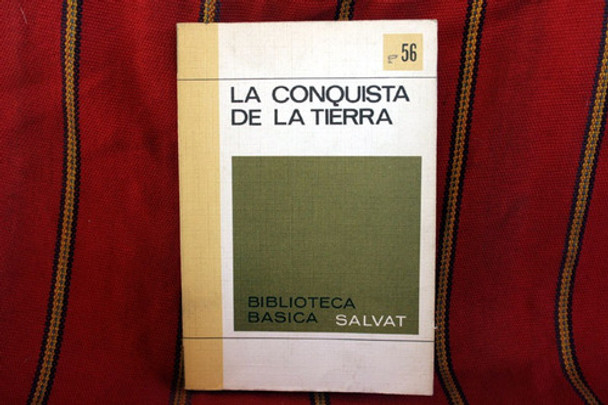 56
LA CONQUISTA
DE LA TIERRA
BIBLIOTECA
BASICA SALVAT